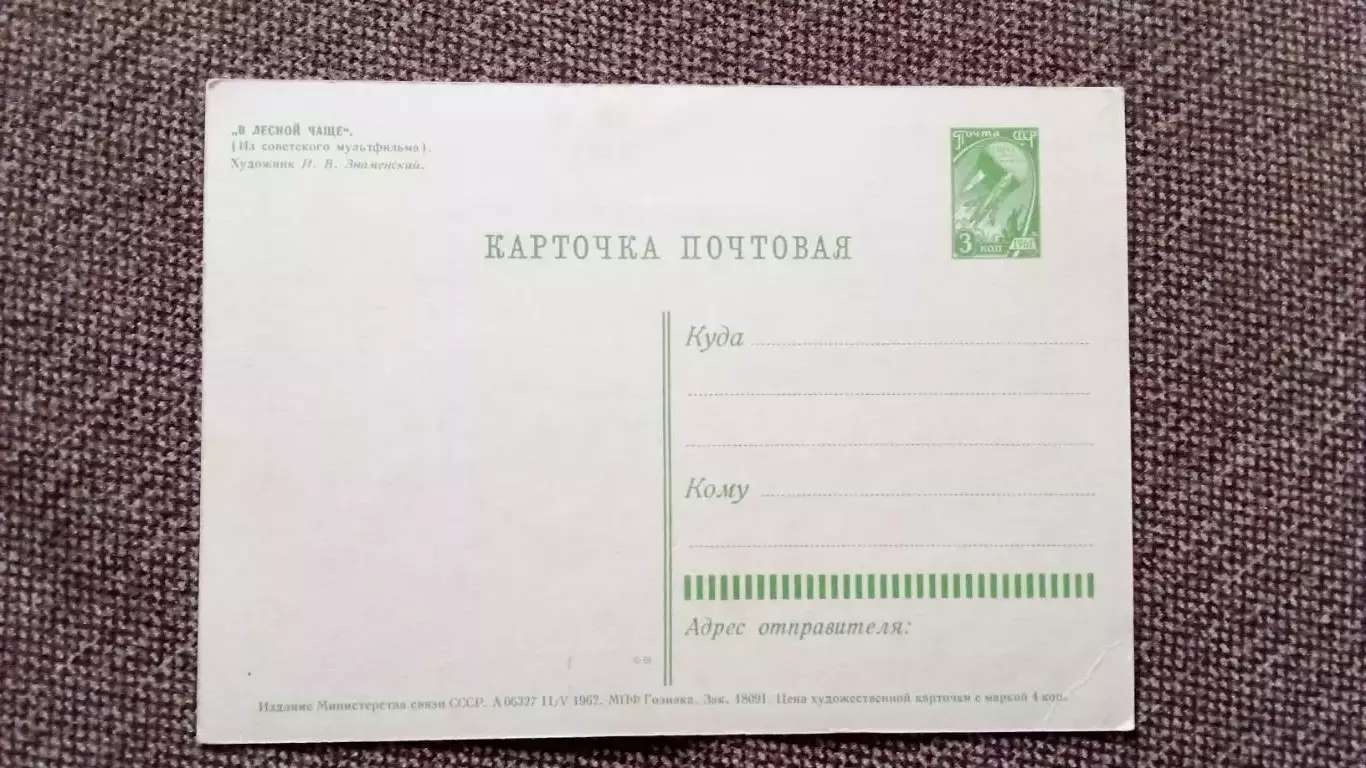 „В ЛЕСНОЙ ЧАЩЕ“.
(Из советского мультфильма).
Художник И. В. Знаменский.
Почта СССР
3 коп 1961
КАРТОЧКА ПОЧТОВАЯ
Куда
Кому
Адрес отправителя:
Издание Министерства связи СССР. А 06327 11/V 1962. МПФ Гознака. Зак. 18091. Цена художественной карточки с маркой 4 коп.